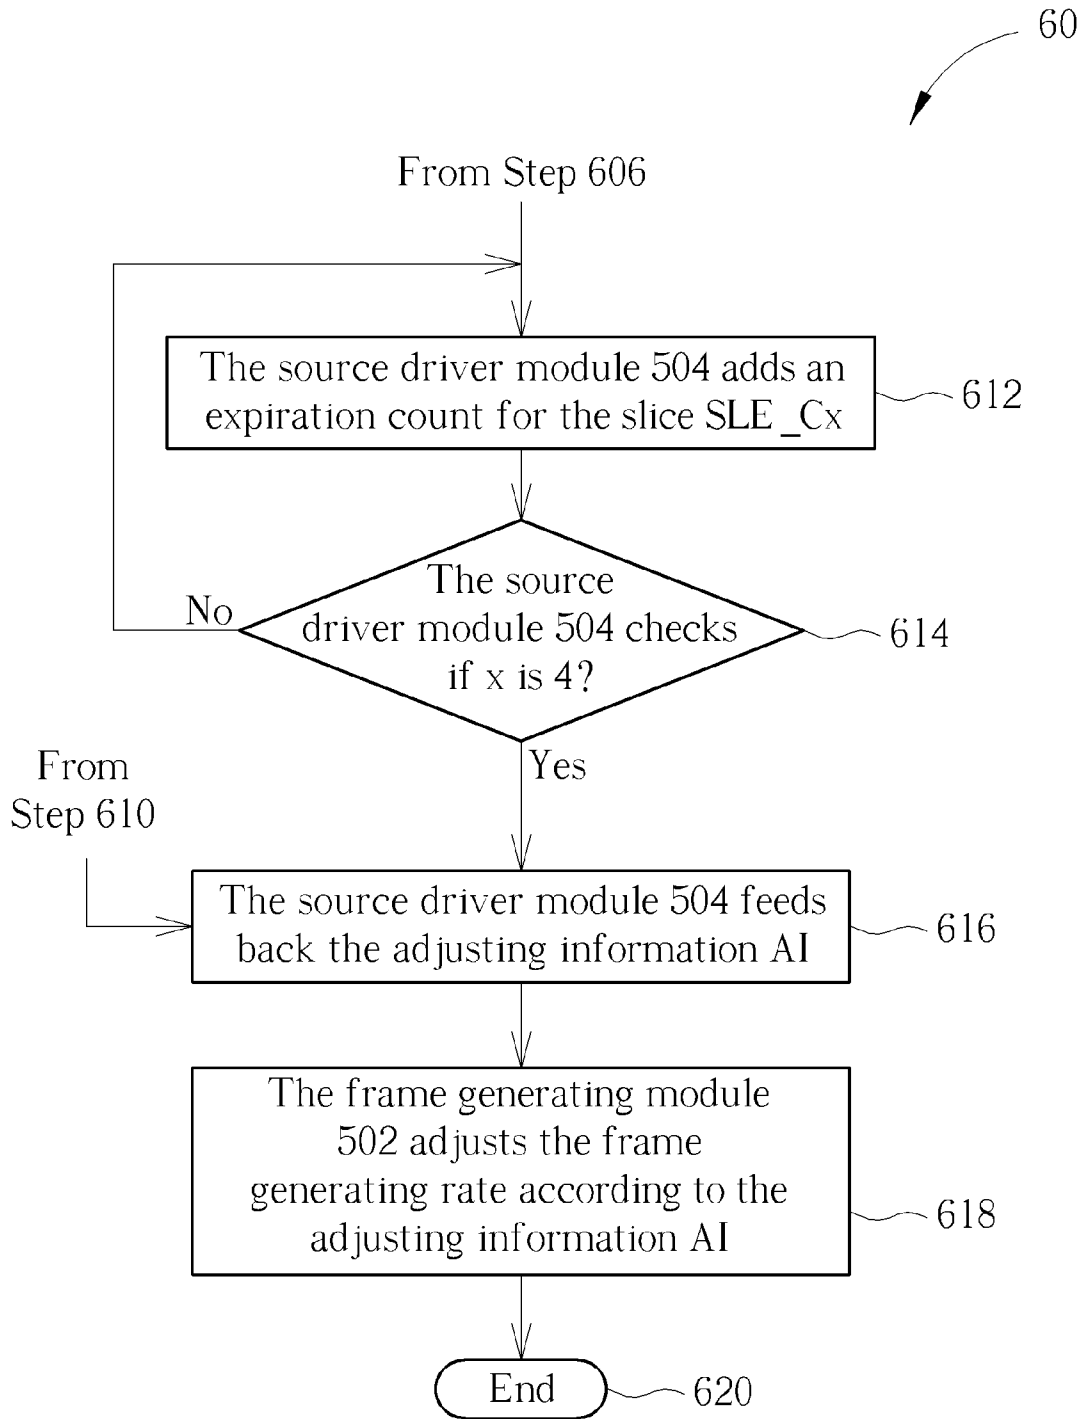 60
From Step 606
The source driver module 504 adds an
expiration count for the slice SLE_Cx
612
The source
driver module 504 checks
if x is 4?
614
No
Yes
From
Step 610
The source driver module 504 feeds
back the adjusting information AI
616
The frame generating module
502 adjusts the frame
generating rate according to the
adjusting information AI
618
End
620